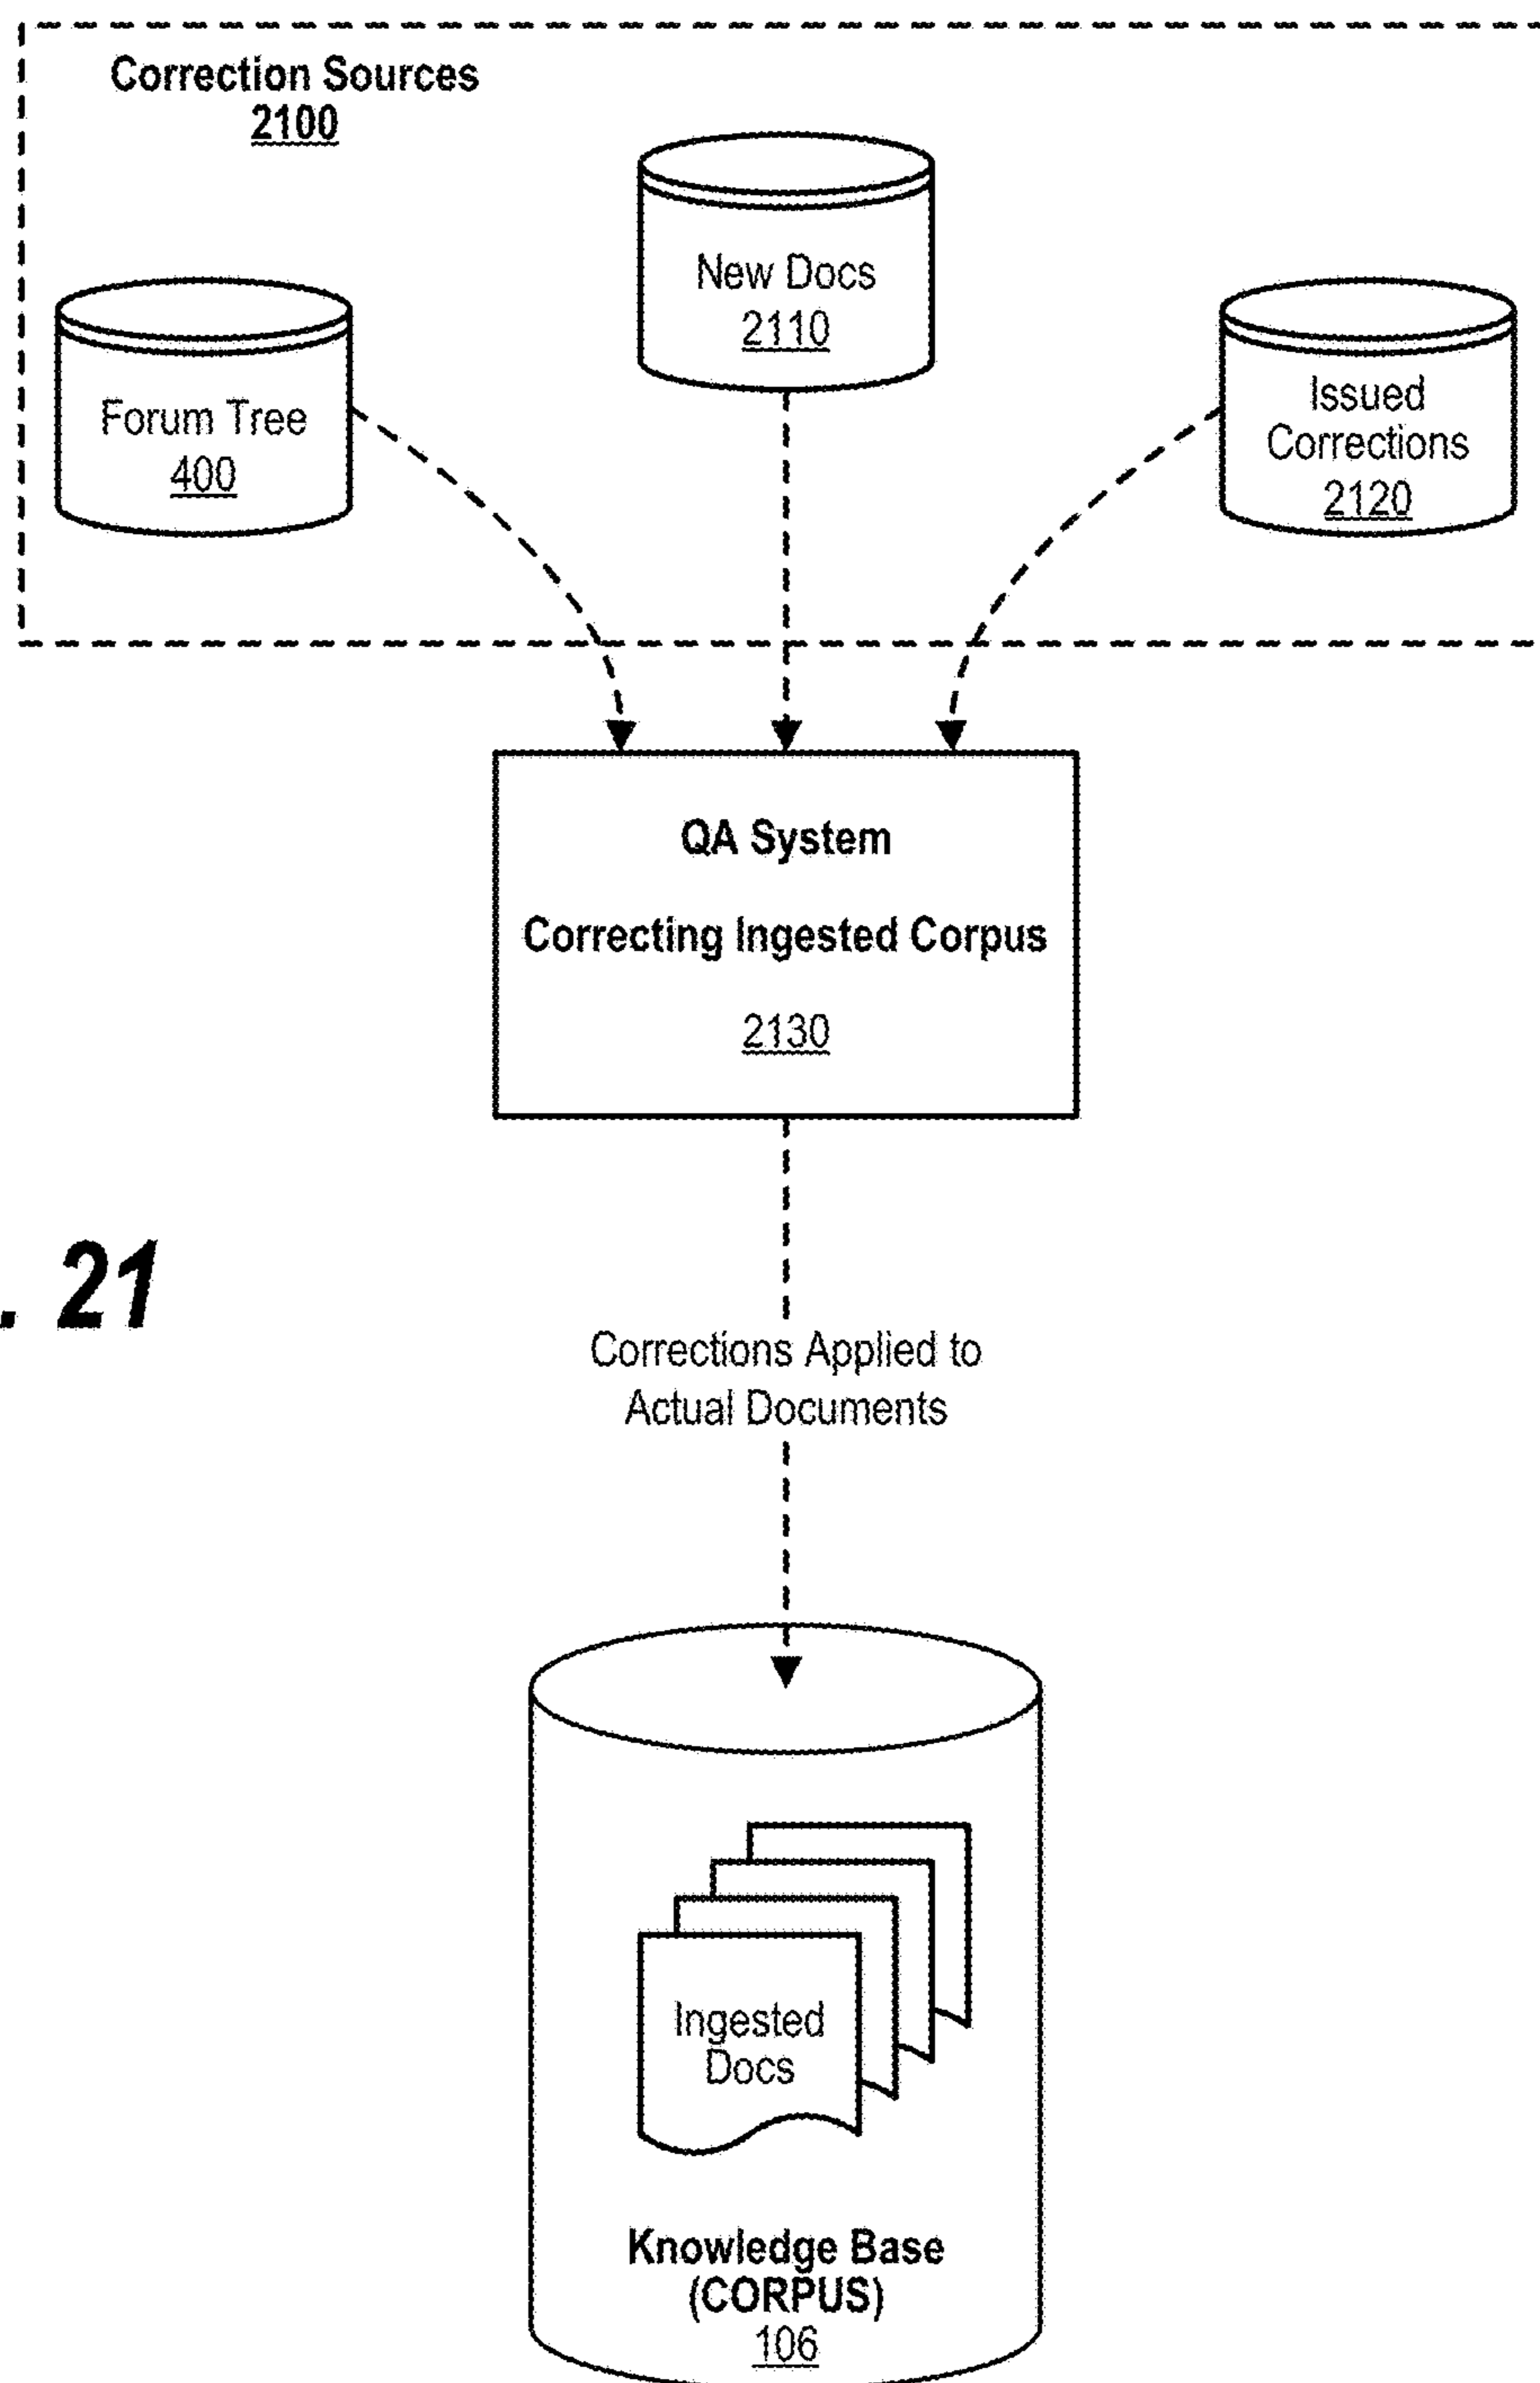 Correction Sources
2100
New Docs
2110
Forum Tree
400
Issued
Corrections
2120
QA System
Correcting Ingested Corpus
2130
. 21
Corrections Applied to
Actual Documents
Ingested
Docs
Knowledge Base
(CORPUS)
106